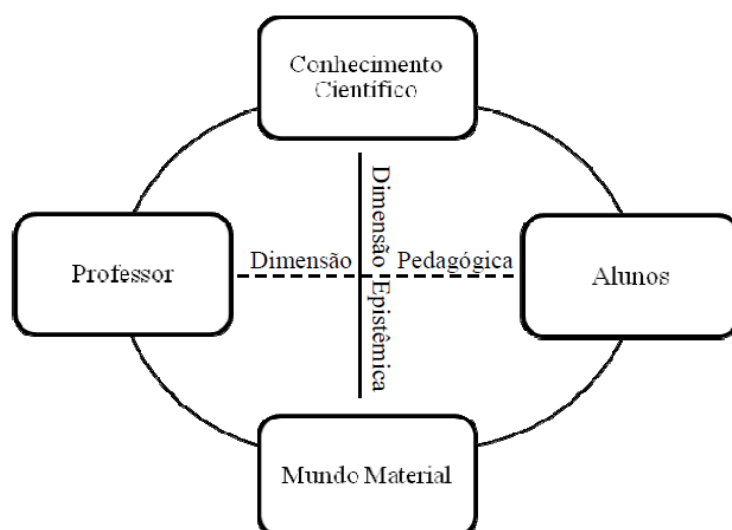 Conhecimento
Científico
Dimensão Epistêmica
Professor
Dimensão Pedagógica
Alunos
Mundo Material